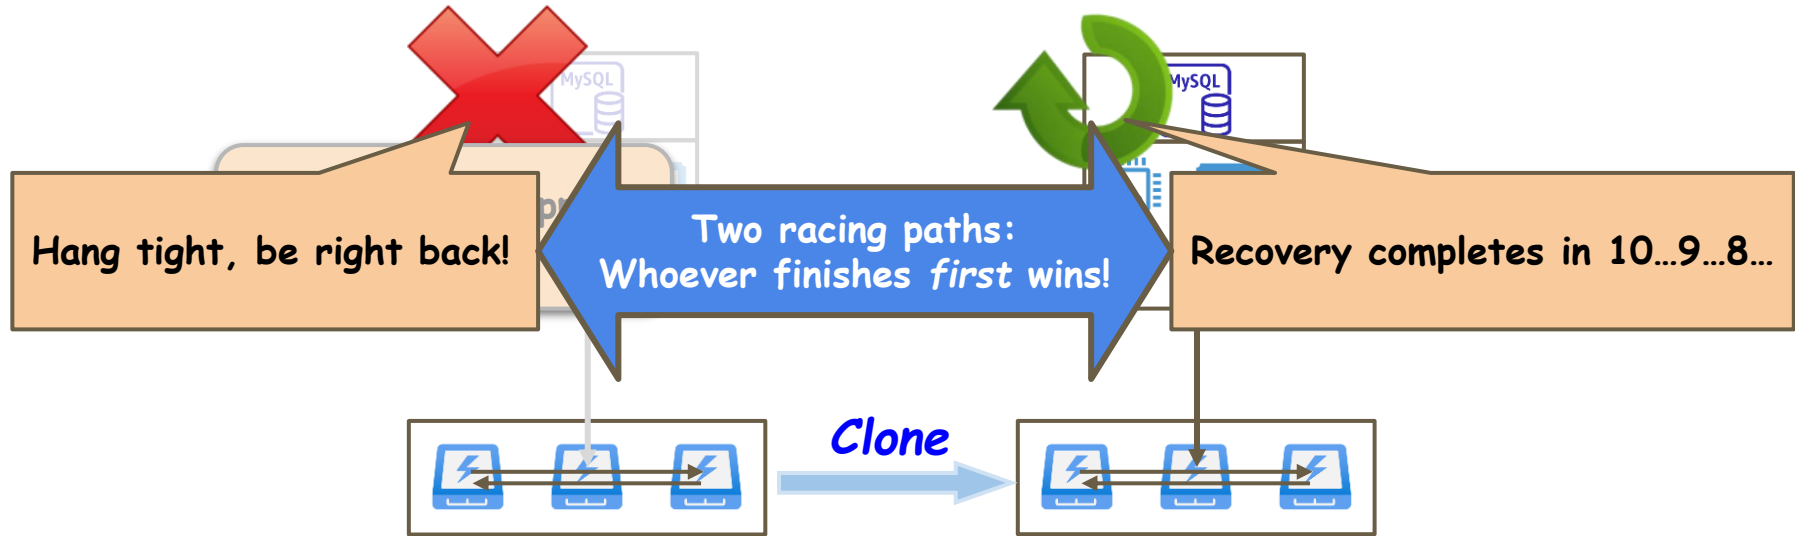 MySQL
MySQL
Hang tight, be right back!
Two racing paths:
Whoever finishes first wins!
Recovery completes in 10…9…8…
Clone